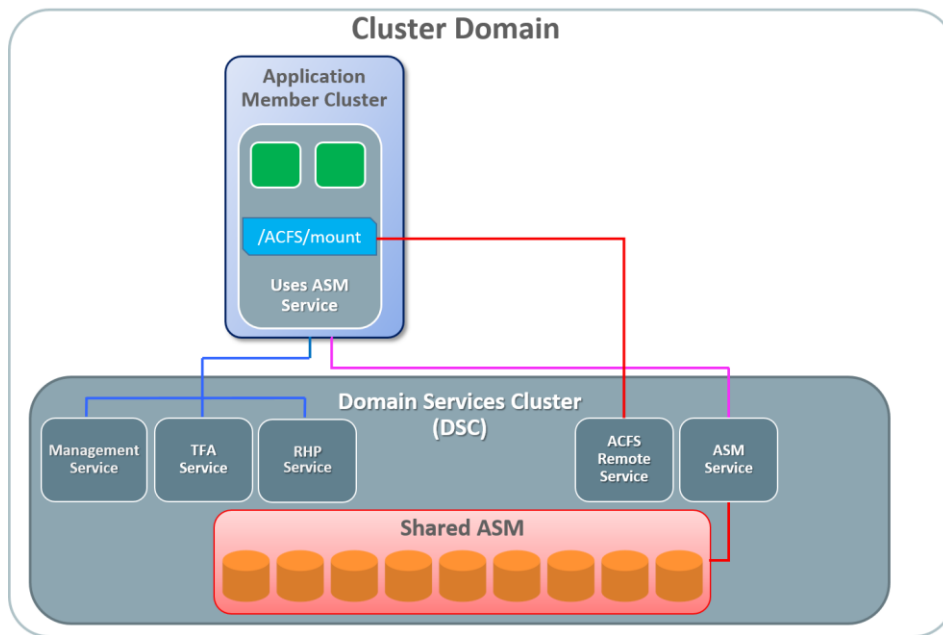 Cluster Domain
Application
Member Cluster
/ACFS/mount
Uses ASM
Service
Domain Services Cluster
(DSC)
Management
Service
TFA
Service
RHP
Service
ACFS
Remote
Service
ASM
Service
Shared ASM